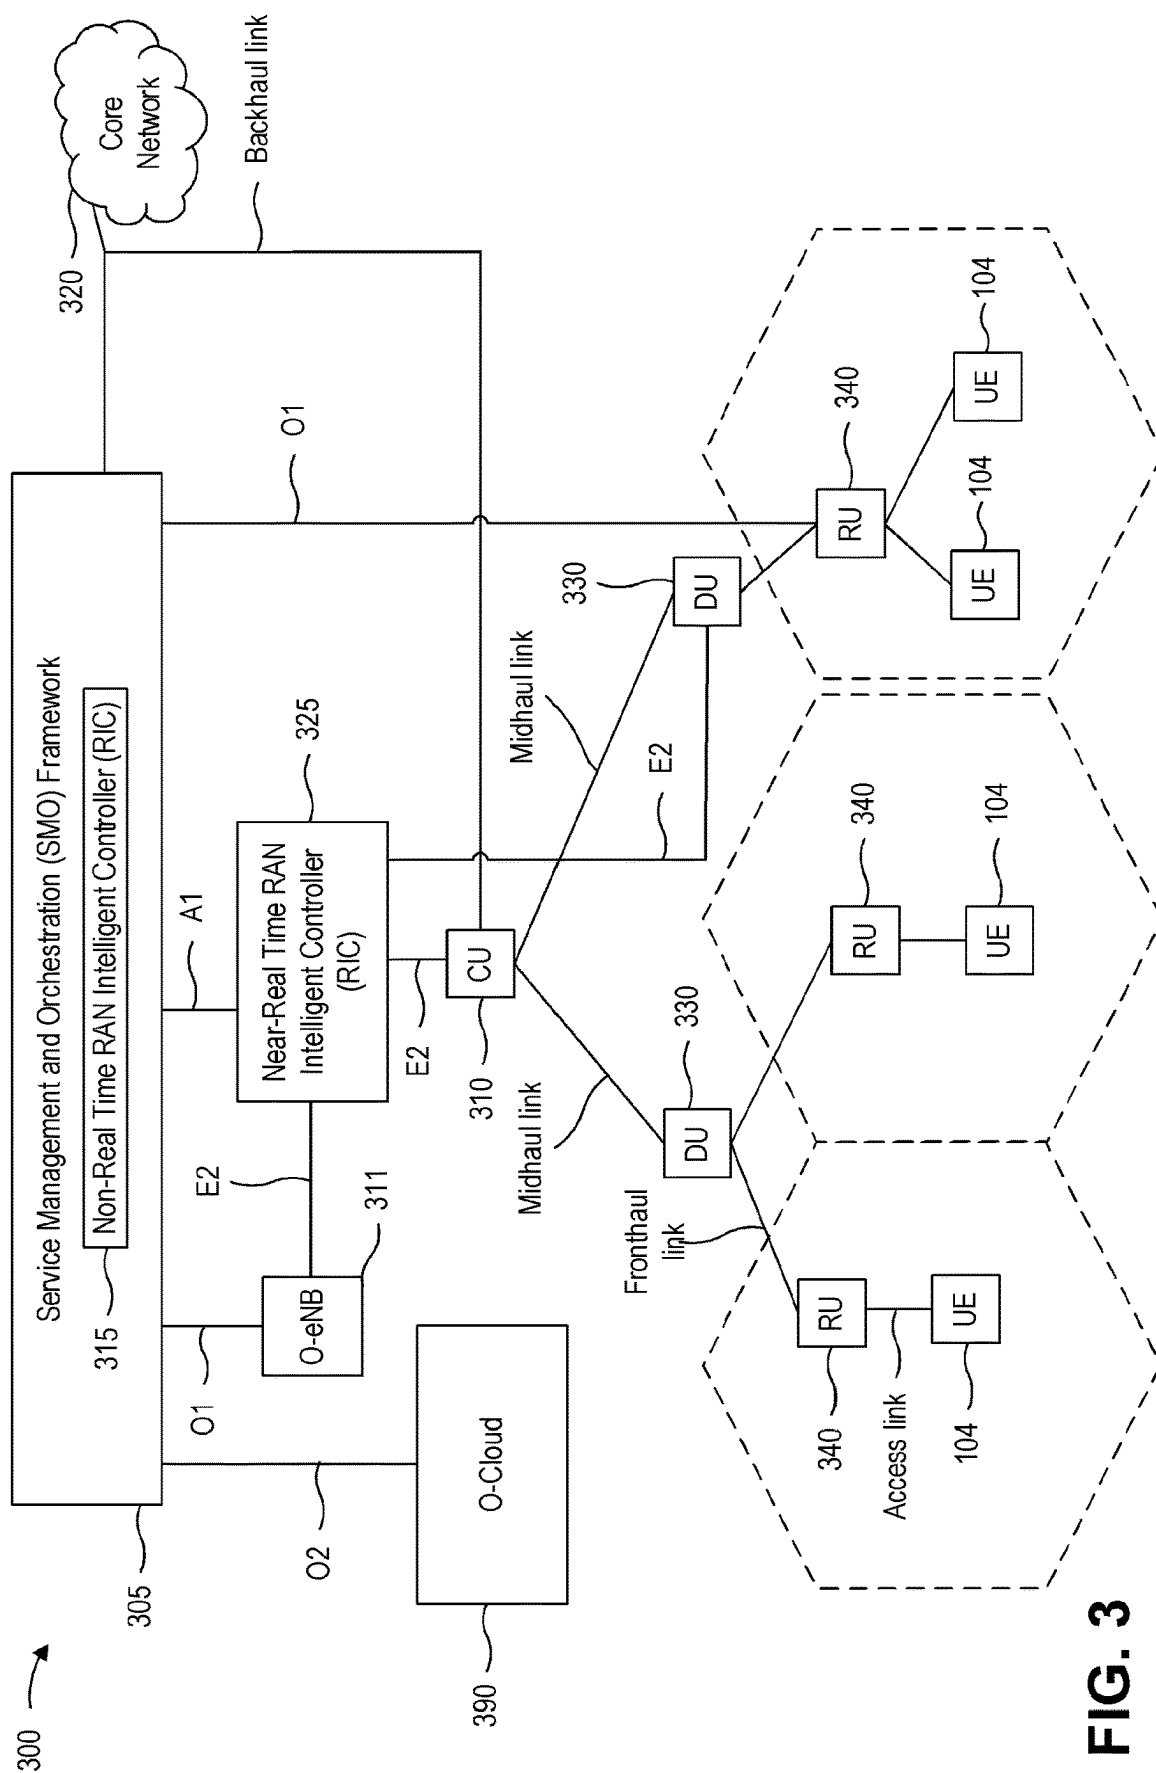 300
305
Service Management and Orchestration (SMO) Framework
315
Non-Real Time RAN Intelligent Controller (RIC)
320
Core
Network
Backhaul link
O1
A1
O1
O2
O-Cloud
390
O-eNB
311
E2
Near-Real Time RAN
Intelligent Controller
(RIC)
325
E2
CU
310
Midhaul link
Midhaul link
E2
DU
330
DU
330
Fronthaul
link
RU
340
Access link
UE
104
RU
340
UE
104
RU
340
UE
104
UE
104
FIG. 3